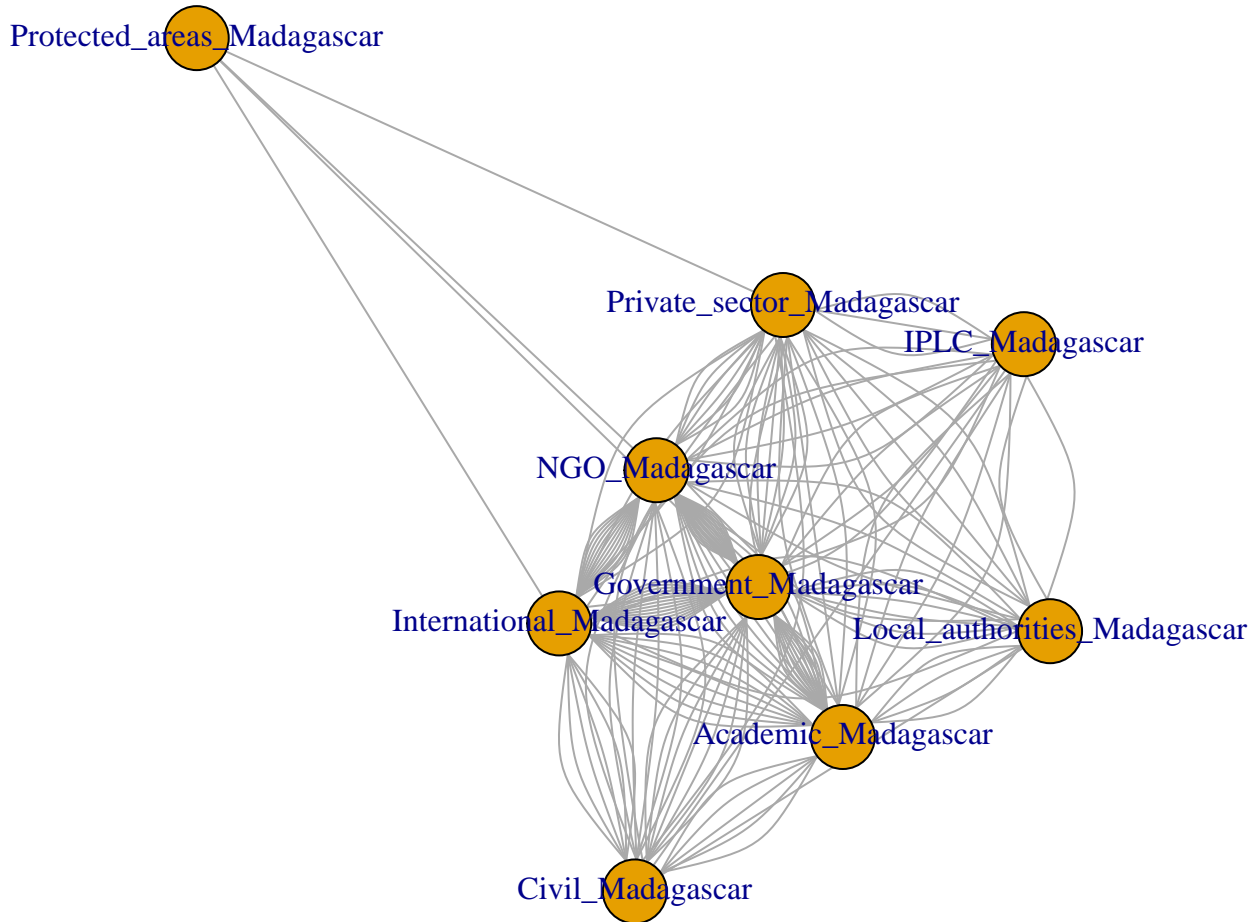 Protected_areas_Madagascar
Private_sector_Madagascar
IPLC_Madagascar
NGO_Madagascar
Government_Madagascar
International_Madagascar
Local_authorities_Madagascar
Academic_Madagascar
Civil_Madagascar